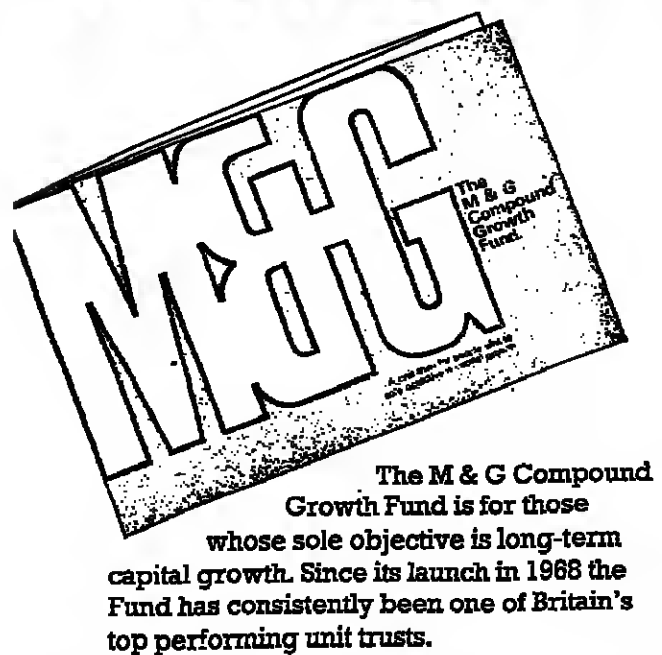 M&G
The
M & G
Compound
Growth
Fund.
The M & G Compound
Growth Fund is for those
whose sole objective is long-term
capital growth. Since its launch in 1968 the
Fund has consistently been one of Britain's
top performing unit trusts.